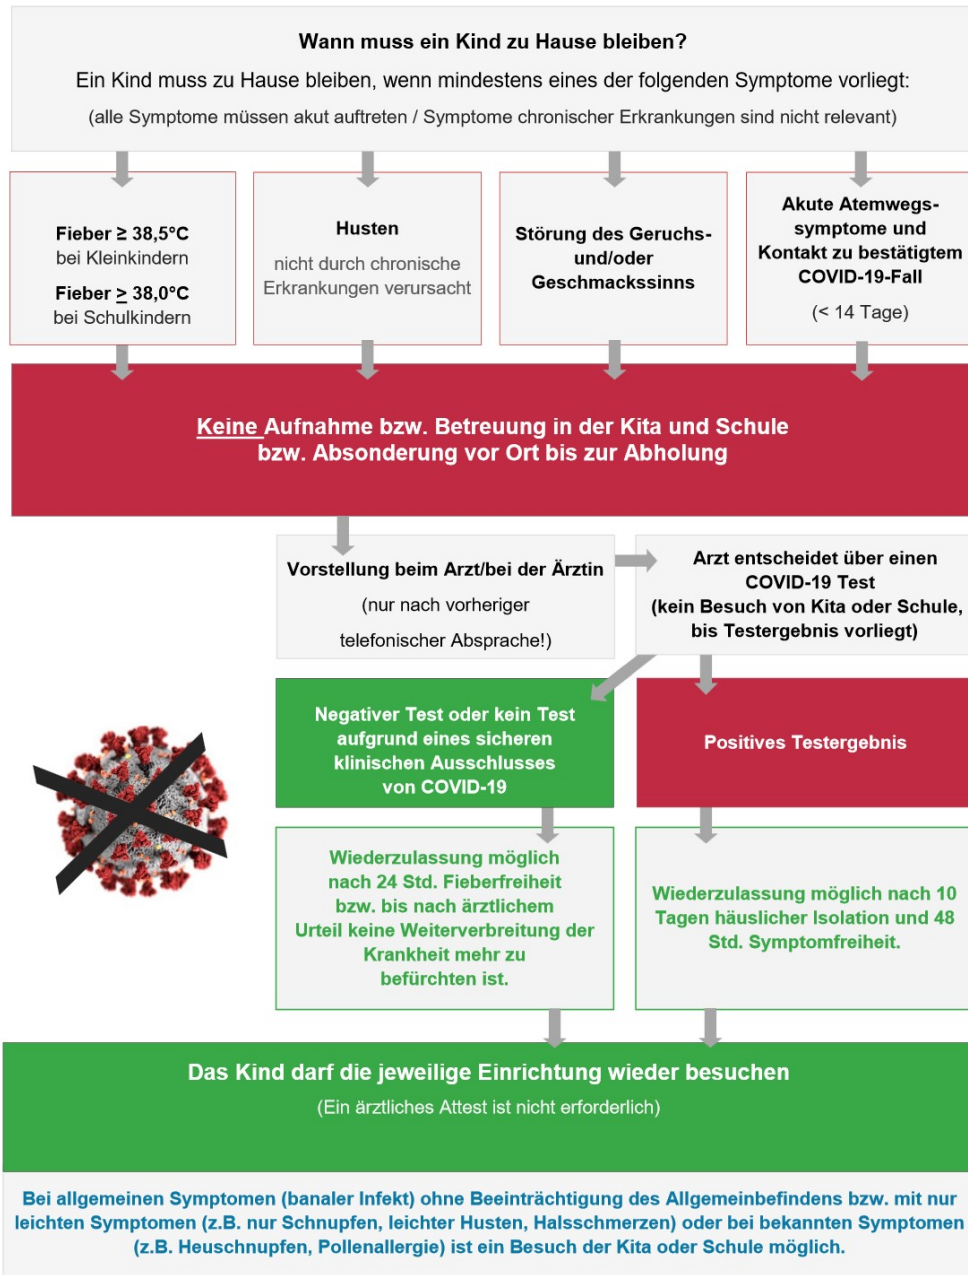 Wann muss ein Kind zu Hause bleiben?
Ein Kind muss zu Hause bleiben, wenn mindestens eines der folgenden Symptome vorliegt:
(alle Symptome müssen akut auftreten / Symptome chronischer Erkrankungen sind nicht relevant)
Fieber ≥ 38,5°C
bei Kleinkindern
Fieber ≥ 38,0°C
bei Schulkindern
Husten
nicht durch chronische
Erkrankungen verursacht
Störung des Geruchs-
und/oder
Geschmackssinns
Akute Atemwegs-
symptome und
Kontakt zu bestätigtem
COVID-19-Fall
(< 14 Tage)
Keine Aufnahme bzw. Betreuung in der Kita und Schule
bzw. Absonderung vor Ort bis zur Abholung
Vorstellung beim Arzt/bei der Ärztin
(nur nach vorheriger
telefonischer Absprache!)
Arzt entscheidet über einen
COVID-19 Test
(kein Besuch von Kita oder Schule,
bis Testergebnis vorliegt)
Negativer Test oder kein Test
aufgrund eines sicheren
klinischen Ausschlusses
von COVID-19
Positives Testergebnis
Wiederzulassung möglich
nach 24 Std. Fieberfreiheit
bzw. bis nach ärztlichem
Urteil keine Weiterverbreitung der
Krankheit mehr zu
befürchten ist.
Wiederzulassung möglich nach 10
Tagen häuslicher Isolation und 48
Std. Symptomfreiheit.
Das Kind darf die jeweilige Einrichtung wieder besuchen
(Ein ärztliches Attest ist nicht erforderlich)
Bei allgemeinen Symptomen (banaler Infekt) ohne Beeinträchtigung des Allgemeinbefindens bzw. mit nur
leichten Symptomen (z.B. nur Schnupfen, leichter Husten, Halsschmerzen) oder bei bekannten Symptomen
(z.B. Heuschnupfen, Pollenallergie) ist ein Besuch der Kita oder Schule möglich.